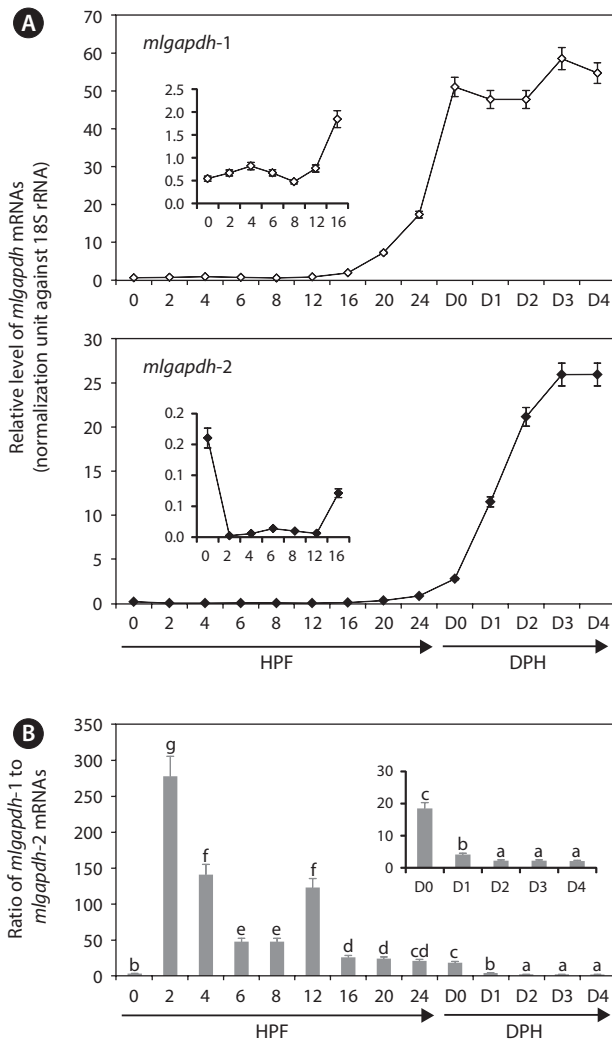 A
Relative level of mlgapdh mRNAs
(normalization unit against 18S rRNA)
mlgapdh-1
70
60
50
40
30
20
10
0
2.5
2.0
1.5
1.0
0.5
0.0
0 2 4 6 8 12 16
0 2 4 6 8 12 16 20 24 D0 D1 D2 D3 D4
mlgapdh-2
30
25
20
15
10
5
0
0.2
0.2
0.1
0.1
0.0
0 2 4 6 8 12 16
0 2 4 6 8 12 16 20 24 D0 D1 D2 D3 D4
HPF DPH
B
Ratio of mlgapdh-1 to
mlgapdh-2 mRNAs
350
300
250
200
150
100
50
0
b g f e e f d d cd c b a a a
30
20
10
0
c b a a a
D0 D1 D2 D3 D4
0 2 4 6 8 12 16 20 24 D0 D1 D2 D3 D4
HPF DPH